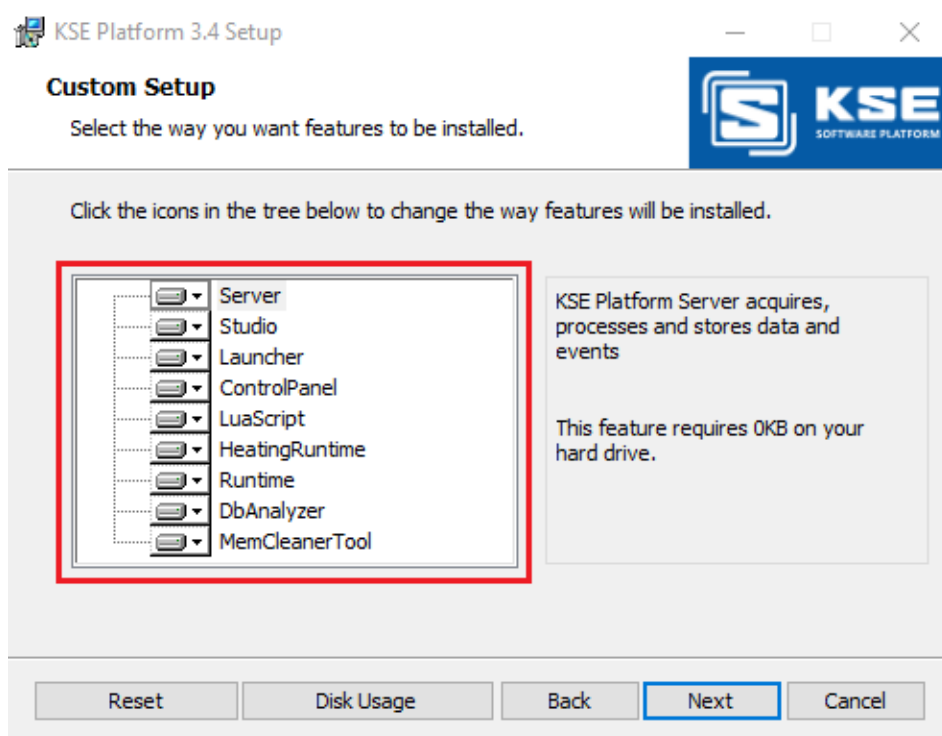 KSE Platform 3.4 Setup
Custom Setup
Select the way you want features to be installed.
S KSE
SOFTWARE PLATFORM
Click the icons in the tree below to change the way features will be installed.
Server
Studio
Launcher
ControlPanel
LuaScript
HeatingRuntime
Runtime
DbAnalyzer
MemCleanerTool
KSE Platform Server acquires,
processes and stores data and
events
This feature requires 0KB on your
hard drive.
Reset
Disk Usage
Back
Next
Cancel